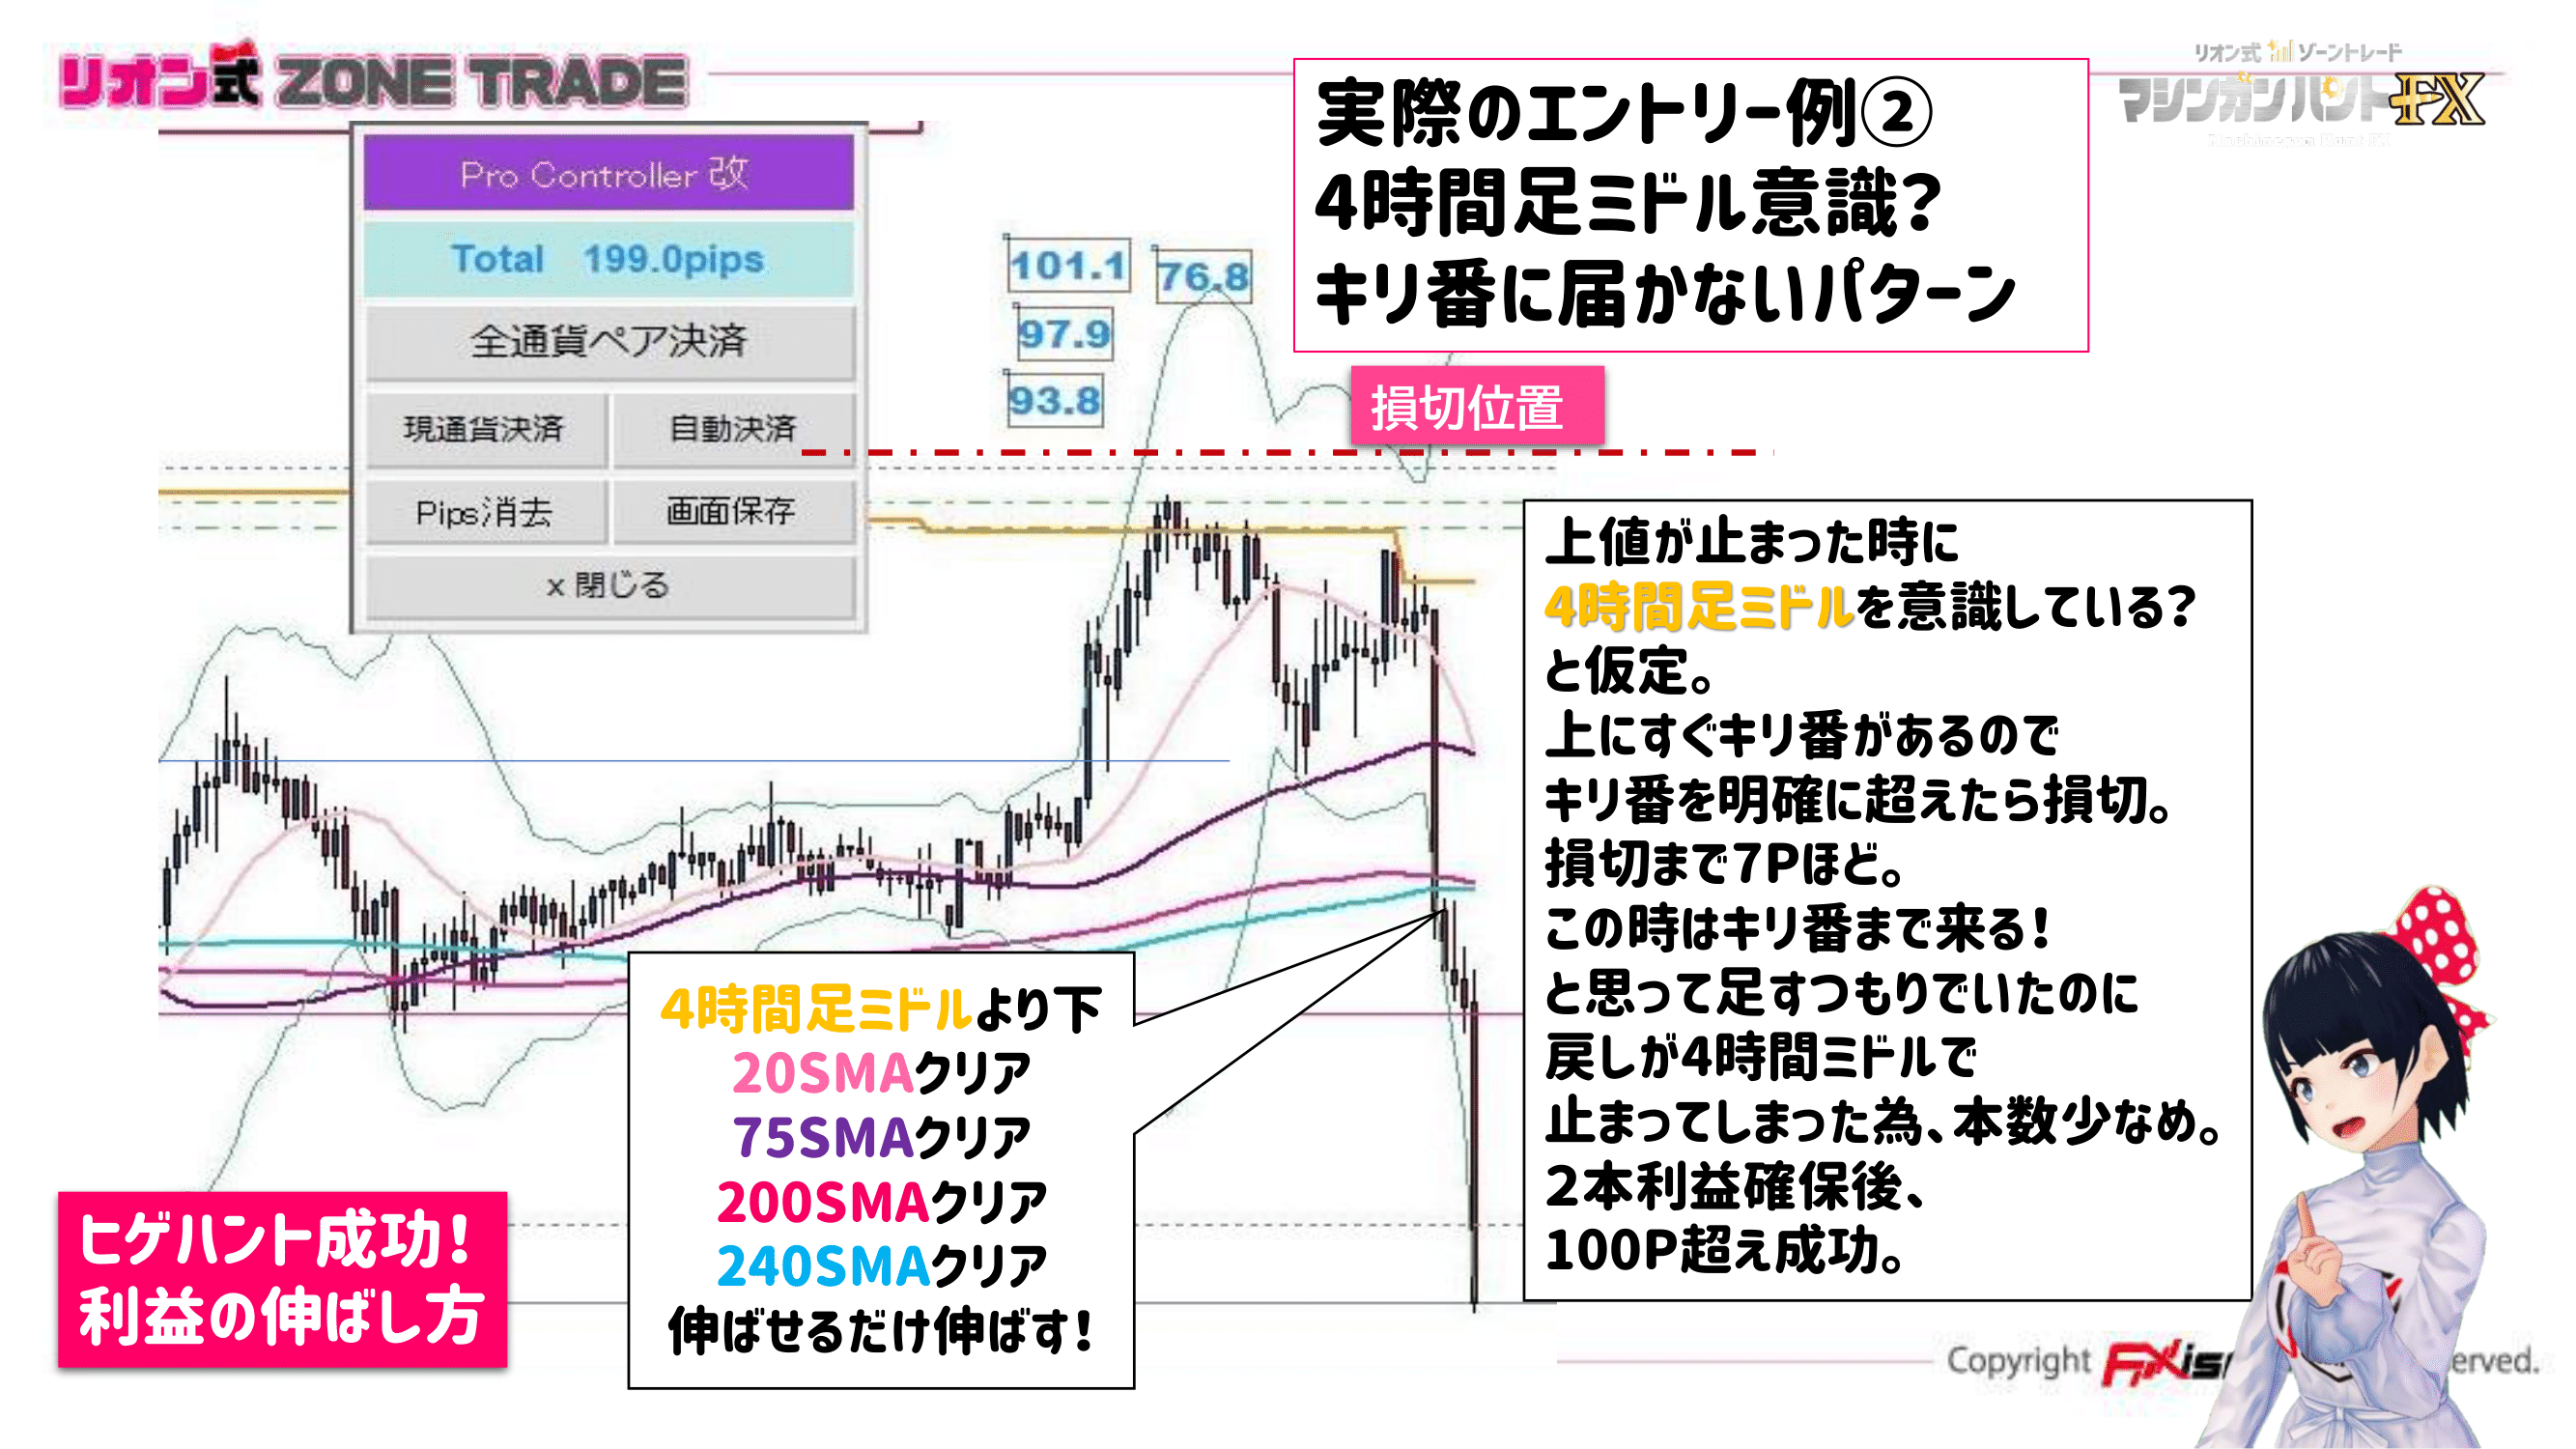 リオン式 ZONE TRADE
リオン式 ゾーントレード
マシンガンハントFX
実際のエントリー例②
4時間足ミドル意識？
キリ番に届かないパターン
Pro Controller 改
Total 199.0pips
全通貨ペア決済
現通貨決済 自動決済
Pips消去 画面保存
x 閉じる
101.1 76.8
97.9
93.8
損切位置
上値が止まった時に
4時間足ミドルを意識している？
と仮定。
上にすぐキリ番があるので
キリ番を明確に超えたら損切。
損切まで7Pほど。
この時はキリ番まで来る！
と思って足すつもりでいたのに
戻しが4時間ミドルで
止まってしまった為、本数少なめ。
2本利益確保後、
100P超え成功。
4時間足ミドルより下
20SMAクリア
75SMAクリア
200SMAクリア
240SMAクリア
伸ばせるだけ伸ばす！
ヒゲハント成功！
利益の伸ばし方
Copyright FXis erved.